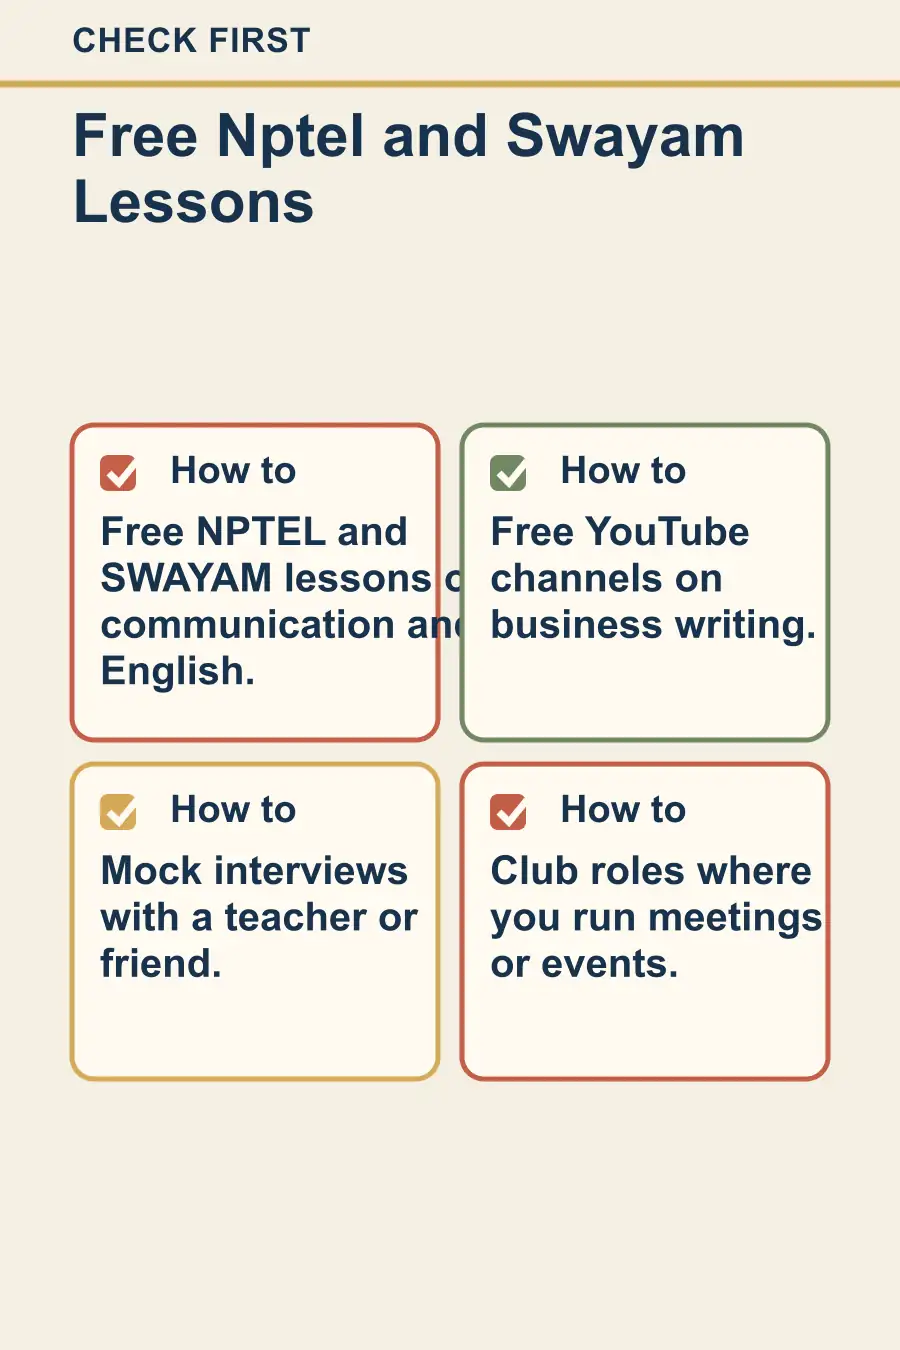 CHECK FIRST
Free Nptel and Swayam
Lessons
How to
Free NPTEL and
SWAYAM lessons
communication
English.
How to
Free YouTube
channels on
business writing.
How to
Mock interviews
with a teacher or
friend.
How to
Club roles where
you run meetings
or events.